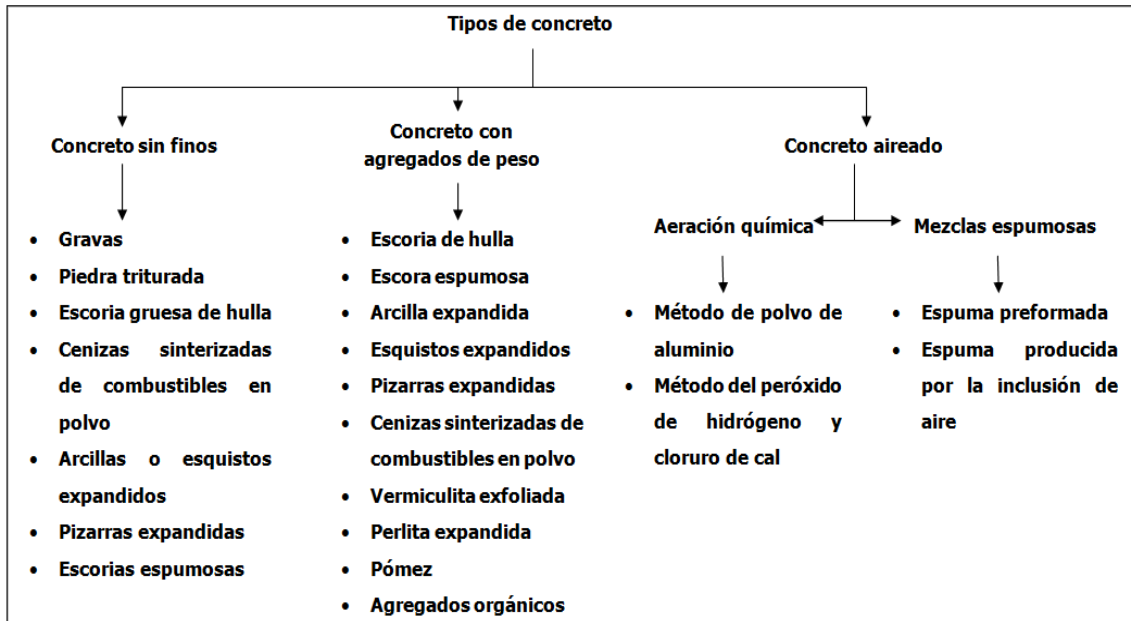 Tipos de concreto
Concreto sin finos
• Gravas
• Piedra triturada
• Escoria gruesa de hulla
• Cenizas sinterizadas
de combustibles en
polvo
• Arcillas o esquistos
expandidos
• Pizarras expandidas
• Escorias espumosas
Concreto con
agregados de peso
• Escoria de hulla
• Escora espumosa
• Arcilla expandida
• Esquistos expandidos
• Pizarras expandidas
• Cenizas sinterizadas de
combustibles en polvo
• Vermiculita exfoliada
• Perlita expandida
• Pómez
• Agregados orgánicos
Concreto aireado
Aeración química
• Método de polvo de
aluminio
• Método del peróxido
de hidrógeno y
cloruro de cal
Mezclas espumosas
• Espuma preformada
• Espuma producida
por la inclusión de
aire